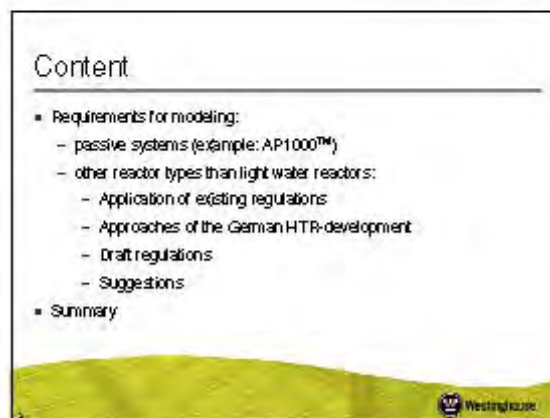 Content
▪ Requirements for modeling:
– passive systems (example: AP1000™)
– other reactor types than light water reactors:
– Application of existing regulations
– Approaches of the German HTR-development
– Draft regulations
– Suggestions
▪ Summary
Westinghouse